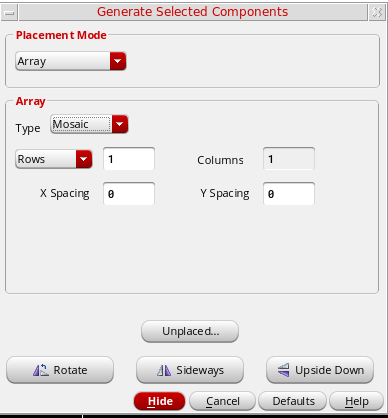 Generate Selected Components
Placement Mode
Array
Array
Type Mosaic
Rows 1 Columns 1
X Spacing 0 Y Spacing 0
Unplaced...
Rotate Sideways Upside Down
Hide Cancel Defaults Help